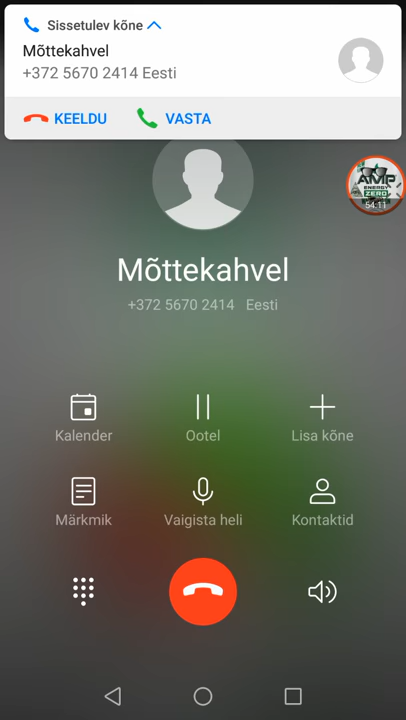 Sissetulev kõne
Mõttekahvel
+372 5670 2414 Eesti
KEELDU
VASTA
AMP
ENERGY
ZERO
54:11
Mõttekahvel
+372 5670 2414 Eesti
Kalender
Ootel
Lisa kõne
Märkmik
Vaigista heli
Kontaktid